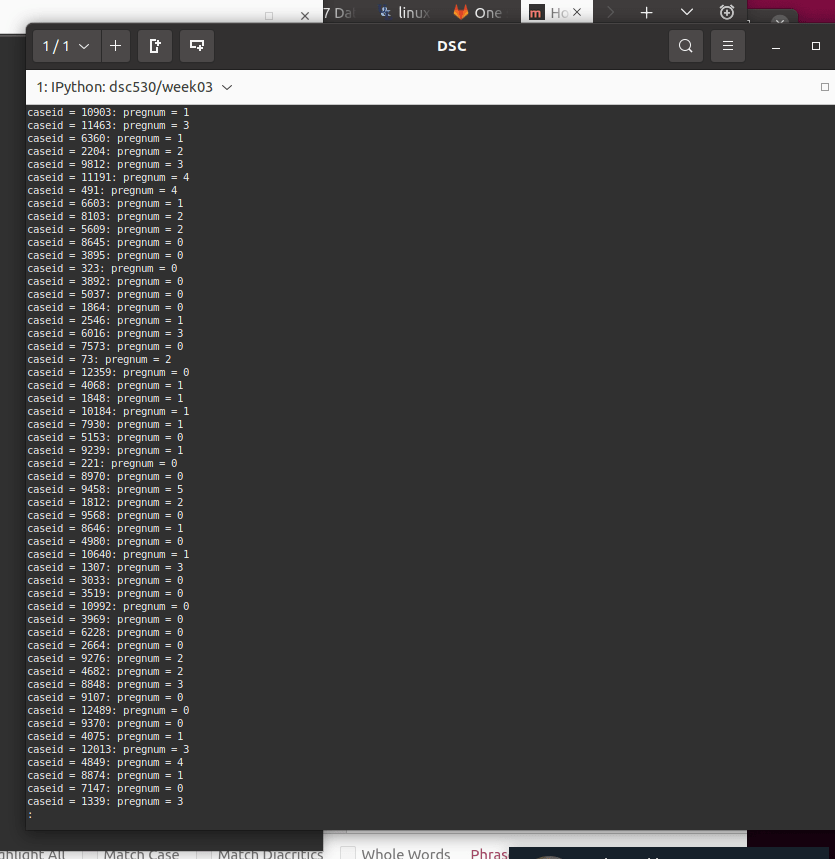 7 Da
linux
One
Ho
1 / 1
DSC
1: IPython: dsc530/week03
caseid = 10903: pregnum = 1
caseid = 11463: pregnum = 3
caseid = 6360: pregnum = 1
caseid = 2204: pregnum = 2
caseid = 9812: pregnum = 3
caseid = 11191: pregnum = 4
caseid = 491: pregnum = 4
caseid = 6603: pregnum = 1
caseid = 8103: pregnum = 2
caseid = 5609: pregnum = 2
caseid = 8645: pregnum = 0
caseid = 3895: pregnum = 0
caseid = 323: pregnum = 0
caseid = 3892: pregnum = 0
caseid = 5037: pregnum = 0
caseid = 1864: pregnum = 0
caseid = 2546: pregnum = 1
caseid = 6016: pregnum = 3
caseid = 7573: pregnum = 0
caseid = 73: pregnum = 2
caseid = 12359: pregnum = 0
caseid = 4068: pregnum = 1
caseid = 1848: pregnum = 1
caseid = 10184: pregnum = 1
caseid = 7930: pregnum = 1
caseid = 5153: pregnum = 0
caseid = 9239: pregnum = 1
caseid = 221: pregnum = 0
caseid = 8970: pregnum = 0
caseid = 9458: pregnum = 5
caseid = 1812: pregnum = 2
caseid = 9568: pregnum = 0
caseid = 8646: pregnum = 1
caseid = 4980: pregnum = 0
caseid = 10640: pregnum = 1
caseid = 1307: pregnum = 3
caseid = 3033: pregnum = 0
caseid = 3519: pregnum = 0
caseid = 10992: pregnum = 0
caseid = 3969: pregnum = 0
caseid = 6228: pregnum = 0
caseid = 2664: pregnum = 0
caseid = 9276: pregnum = 2
caseid = 4682: pregnum = 2
caseid = 8848: pregnum = 3
caseid = 9107: pregnum = 0
caseid = 12489: pregnum = 0
caseid = 9370: pregnum = 0
caseid = 4075: pregnum = 1
caseid = 12013: pregnum = 3
caseid = 4849: pregnum = 4
caseid = 8874: pregnum = 1
caseid = 7147: pregnum = 0
caseid = 1339: pregnum = 3
:
ghlight All Match Case Match Diacritics Whole Words Phras